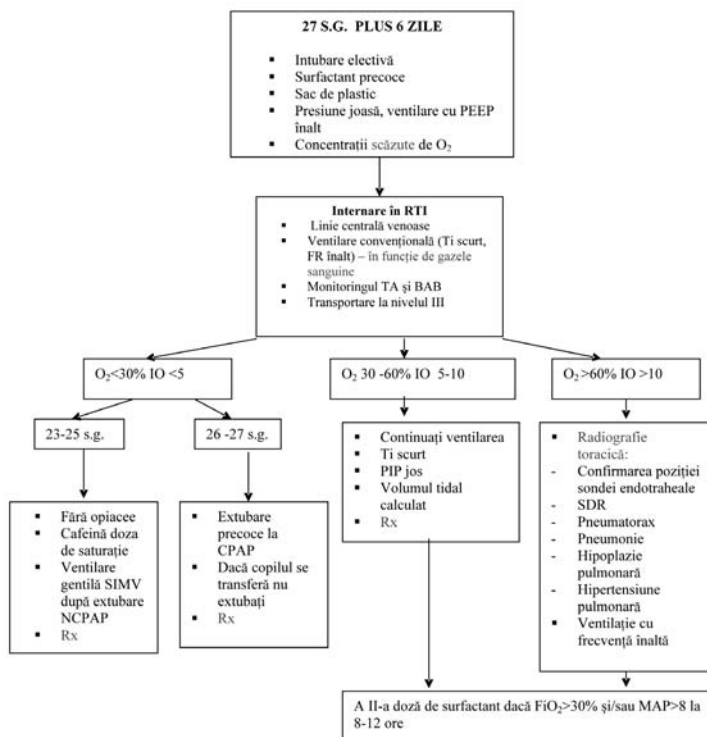 27 S.G. PLUS 6 ZILE
▪ Intubare electivă
▪ Surfactant precoce
▪ Sac de plastic
▪ Presiune joasă, ventilare cu PEEP
înalt
▪ Concentrații scăzute de O₂
Internare în RTI
▪ Linie centrală venoase
▪ Ventilare convențională (Ti scurt,
FR înalt) – în funcție de gazele
sanguine
▪ Monitoringul TA și BAB
▪ Transportare la nivelul III
O₂<30% IO <5
O₂ 30 -60% IO 5-10
O₂ >60% IO >10
23-25 s.g.
26 -27 s.g.
▪ Fără opiacee
▪ Cafeină doza
de saturație
▪ Ventilare
gentilă SIMV
după extubare
NCPAP
▪ Rx
▪ Extubare
precoce la
CPAP
▪ Dacă copilul se
transferă nu
extubați
▪ Rx
▪ Continuați ventilarea
▪ Ti scurt
▪ PIP jos
▪ Volumul tidal
calculat
▪ Rx
▪ Radiografie
toracică:
- Confirmarea poziției
sondei endotraheale
- SDR
- Pneumatorax
- Pneumonie
- Hipoplazie
pulmonară
- Hipertensiune
pulmonară
▪ Ventilație cu
frecvență înaltă
A II-a doză de surfactant dacă FiO₂>30% și/sau MAP>8 la
8-12 ore